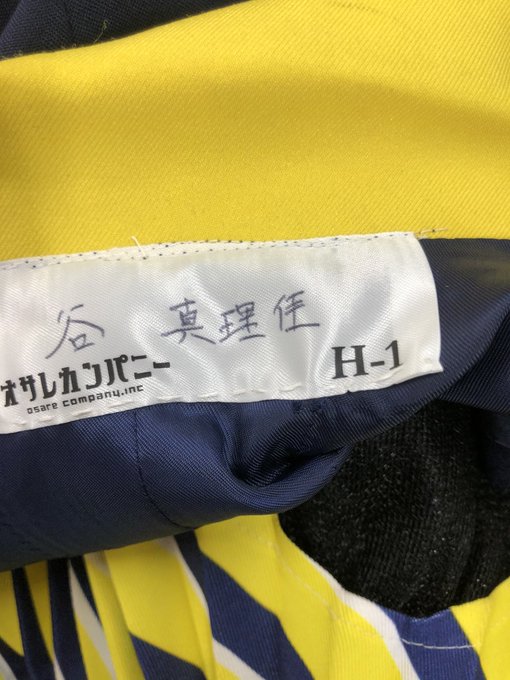 谷 真理佳
オサレカンパニー
osare company,inc
H-1